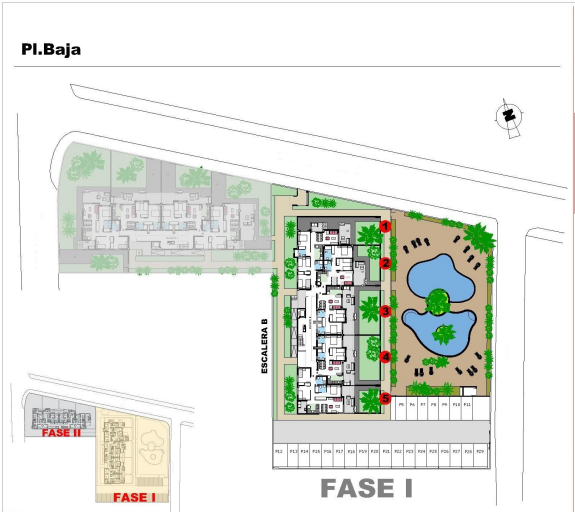 Pl.Baja
N
1
2
3
4
5
ESCALERA B
P5 P6 P7 P8 P9 P10 P11
P12 P13 P14 P15 P16 P17 P18 P19 P20 P21 P22 P23 P24 P25 P26 P27 P28 P29
FASE II
FASE I
FASE I